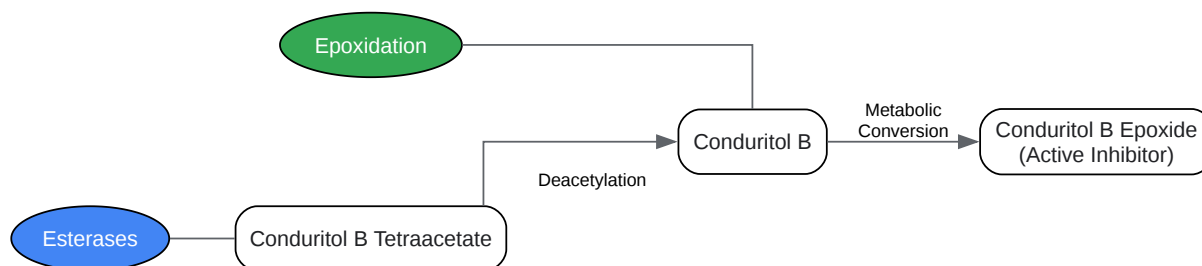 Epoxidation
Metabolic
Conversion
Conduritol B
Conduritol B Epoxide
(Active Inhibitor)
Deacetylation
Esterases
Conduritol B Tetraacetate